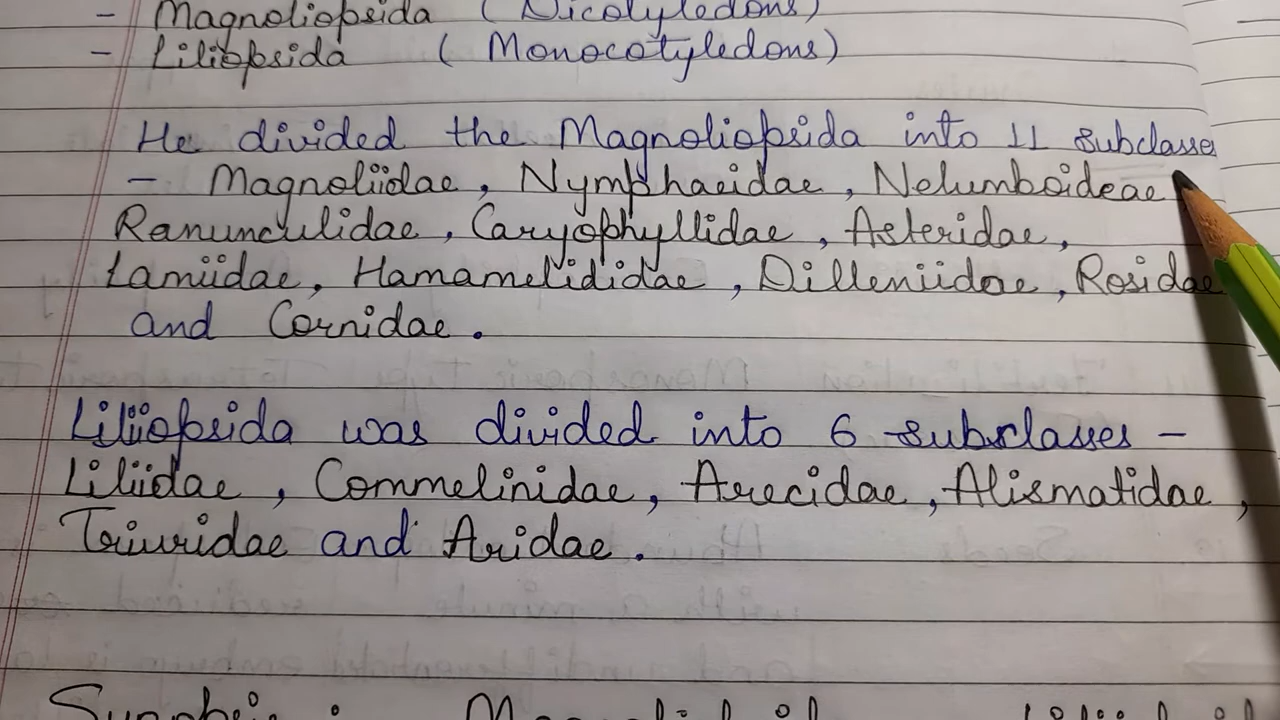 - Magnoliopsida (Dicotyledons)
- Liliopsida (Monocotyledons)
He divided the Magnoliopsida into 11 subclasses
- Magnoliidae, Nymphaeidae, Nelumboideae
Ranunculidae, Caryophyllidae, Asteridae,
Lamiidae, Hamamelididae, Dilleniidae, Rosidae
and Cornidae.
Liliopsida was divided into 6 subclasses -
Liliidae, Commelinidae, Arecidae, Alismatidae,
Triuridae and Aridae.